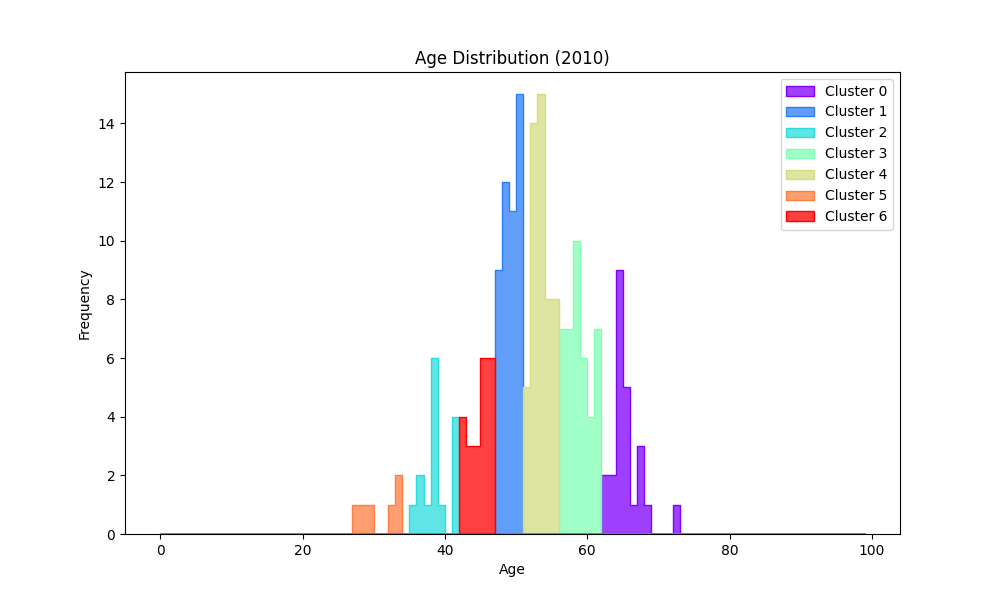 Age Distribution (2010)
Cluster 0
Cluster 1
Cluster 2
Cluster 3
Cluster 4
Cluster 5
Cluster 6
Frequency
14
12
10
8
6
4
2
0
0 20 40 60 80 100
Age